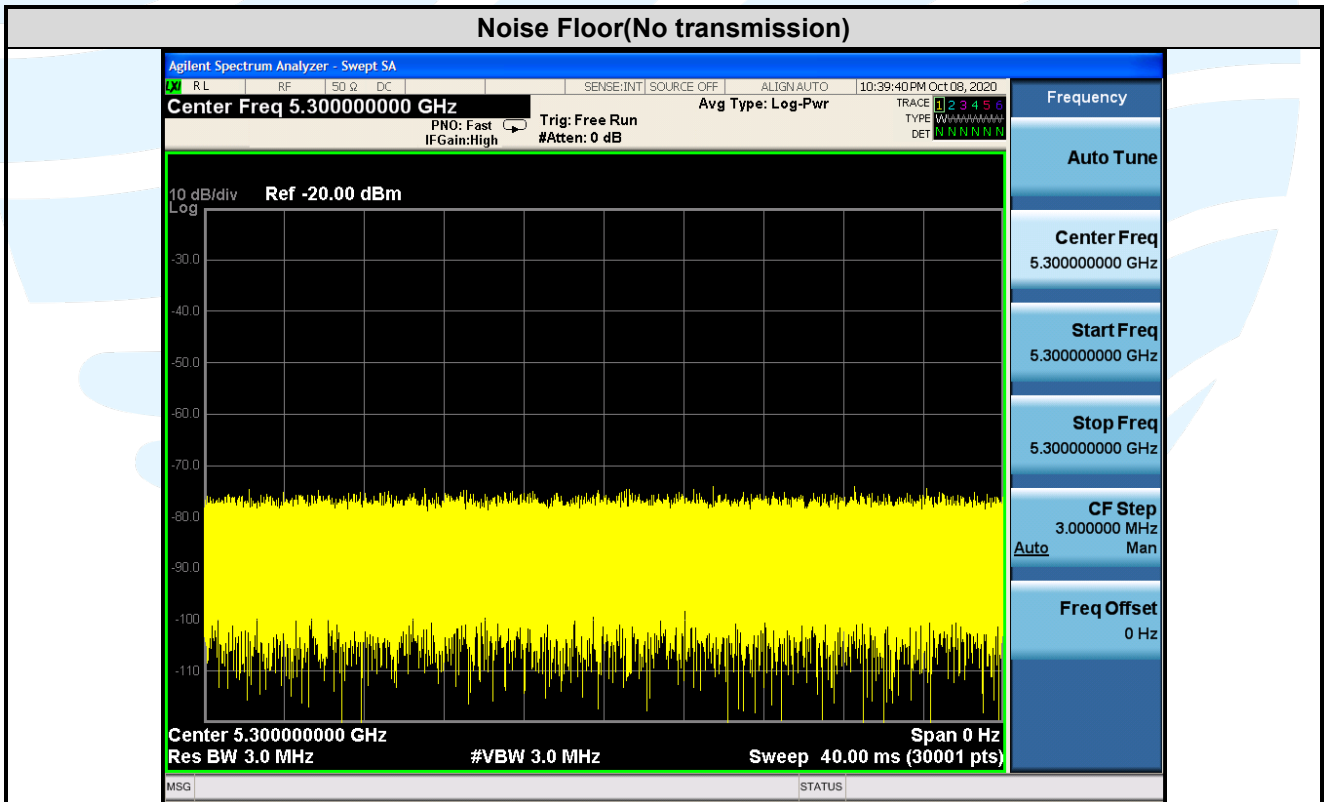 Noise Floor(No transmission)
Agilent Spectrum Analyzer - Swept SA
LXI RL RF 50 Ω DC SENSE:INT SOURCE OFF ALIGN AUTO 10:39:40 PM Oct 08, 2020
Center Freq 5.300000000 GHz
PNO: Fast
IFGain:High
Trig: Free Run
#Atten: 0 dB
Avg Type: Log-Pwr
TRACE 1 2 3 4 5 6
TYPE
DET N N N N N N
10 dB/div
Log
Ref -20.00 dBm
-30.0
-40.0
-50.0
-60.0
-70.0
-80.0
-90.0
-100
-110
Center 5.300000000 GHz
Span 0 Hz
Res BW 3.0 MHz
#VBW 3.0 MHz
Sweep 40.00 ms (30001 pts)
MSG
STATUS
Frequency
Auto Tune
Center Freq
5.300000000 GHz
Start Freq
5.300000000 GHz
Stop Freq
5.300000000 GHz
CF Step
3.000000 MHz
Auto Man
Freq Offset
0 Hz